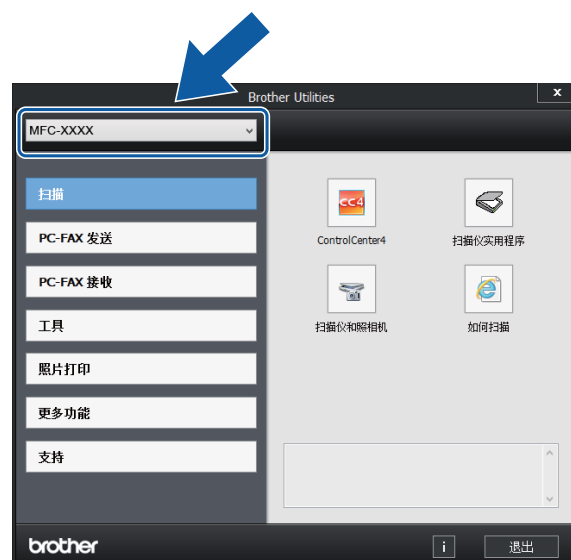 Brother Utilities
x
MFC-XXXX
扫描
PC-FAX 发送
PC-FAX 接收
工具
照片打印
更多功能
支持
CC4
ControlCenter4
扫描仪实用程序
扫描仪和照相机
如何扫描
brother
i
退出